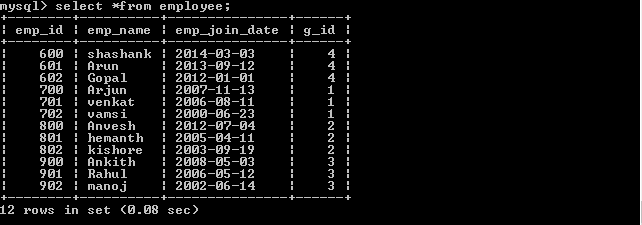 mysql> select *from employee;
+--------+----------+---------------+------+
| emp_id | emp_name | emp_join_date | g_id |
+--------+----------+---------------+------+
|    600 | shashank | 2014-03-03    |    4 |
|    601 | Arun     | 2013-09-12    |    4 |
|    602 | Gopal    | 2012-01-01    |    4 |
|    700 | Arjun    | 2007-11-13    |    1 |
|    701 | venkat   | 2006-08-11    |    1 |
|    702 | vamsi    | 2000-06-23    |    1 |
|    800 | Anvesh   | 2012-07-04    |    2 |
|    801 | hemanth  | 2005-04-11    |    2 |
|    802 | kishore  | 2003-09-19    |    2 |
|    900 | Ankith   | 2008-05-03    |    3 |
|    901 | Rahul    | 2006-05-12    |    3 |
|    902 | manoj    | 2002-06-14    |    3 |
+--------+----------+---------------+------+
12 rows in set (0.08 sec)